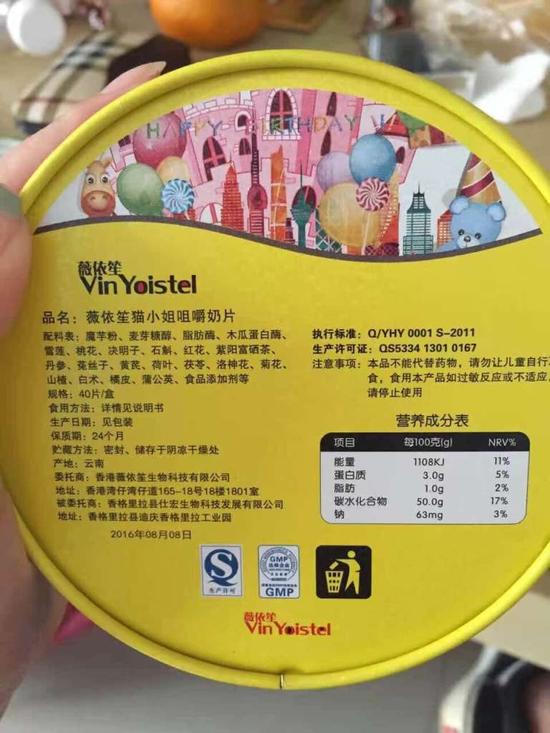 HAPPY BIRTHDAY
薇依笙
VinYoistel
品名：薇依笙猫小姐咀嚼奶片
配料表：魔芋粉、麦芽糖醇、脂肪酶、木瓜蛋白酶、
雪莲、桃花、决明子、石斛、红花、紫阳富硒茶、
丹参、菟丝子、黄芪、荷叶、茯苓、洛神花、菊花、
山楂、白术、橘皮、蒲公英、食品添加剂等
规格：40片/盒
食用方法：详情见说明书
生产日期：见包装
保质期：24个月
贮藏方法：密封、储存于阴凉干燥处
产地：云南
委托商：香港薇依笙生物科技有限公司
地址：香港湾仔湾仔道165-18号18楼1801室
被委托商：香格里拉县仕宏生物科技发展有限公司
地址：香格里拉县迪庆香格里拉工业园
2016年08月08日
执行标准：Q/YHY 0001 S-2011
生产许可证：QS5334 1301 0167
注意事项：本品不能代替药物，请勿让儿童自行
食，食用本产品如过敏反应或不适应，
请停止使用
营养成分表
项目 每100克(g) NRV%
能量 1108KJ 11%
蛋白质 3.0g 5%
脂肪 1.0g 2%
碳水化合物 50.0g 17%
钠 63mg 3%
生产许可
GMP
达标企业
GMP
薇依笙
VinYoistel